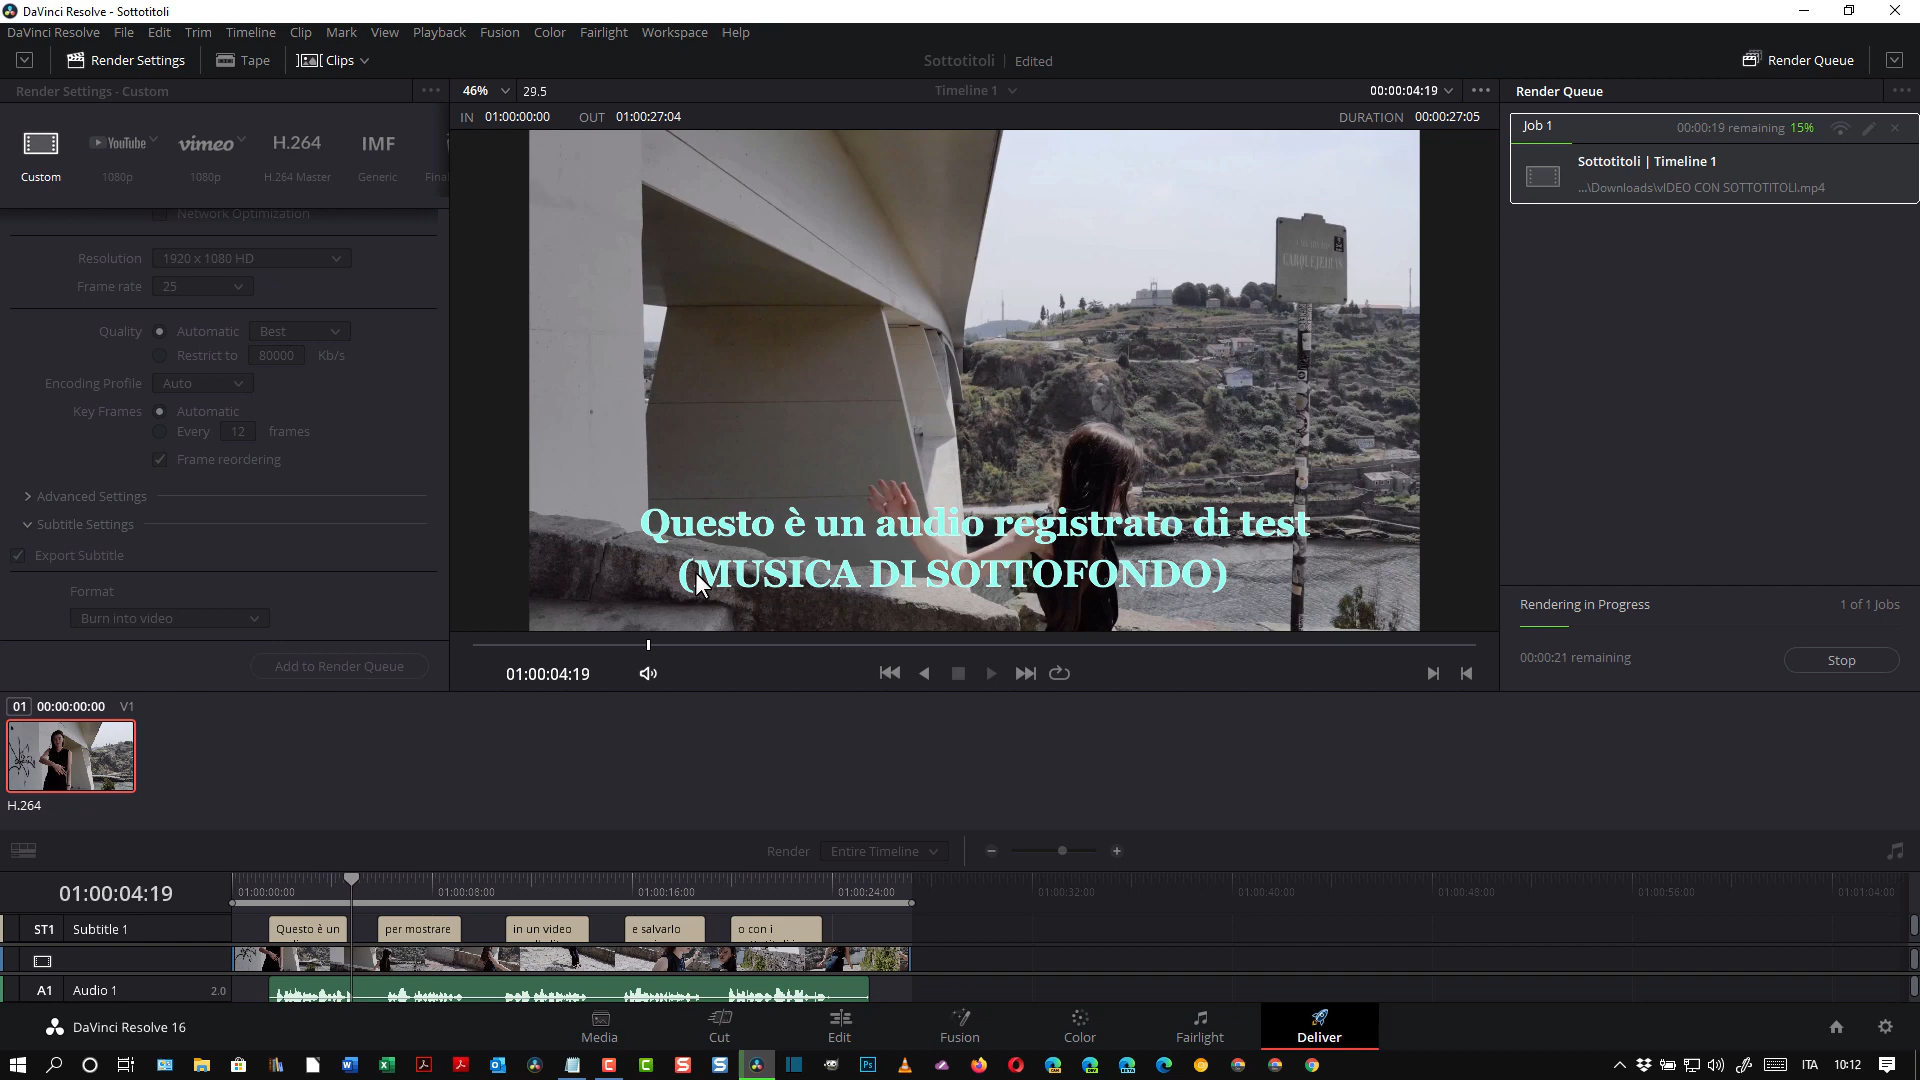 DaVinci Resolve - Sottotitoli
DaVinci Resolve File Edit Trim Timeline Clip Mark View Playback Fusion Color Fairlight Workspace Help
Render Settings Tape Clips Sottotitoli Edited Render Queue
Render Settings - Custom 46% 29.5 Timeline 1 00:00:04:19 Render Queue
IN 01:00:00:00 OUT 01:00:27:04 DURATION 00:00:27:05
Job 1 00:00:19 remaining 15%
Sottotitoli | Timeline 1
...\Downloads\vIDEO CON SOTTOTITOLI.mp4
YouTube vimeo H.264 IMF
Custom 1080p 1080p H.264 Master Generic Final
Network Optimization
Resolution 1920 x 1080 HD
Frame rate 25
Quality Automatic Best
Restrict to 80000 Kb/s
Encoding Profile Auto
Key Frames Automatic
Every 12 frames
Frame reordering
Advanced Settings
Subtitle Settings
Export Subtitle
Format
Burn into video
Add to Render Queue
CARQUEJEIRAS
Questo è un audio registrato di test
(MUSICA DI SOTTOFONDO)
Rendering in Progress 1 of 1 Jobs
00:00:21 remaining Stop
01:00:04:19
01 00:00:00:00 V1
H.264
Render Entire Timeline
01:00:04:19 01:00:00:00 01:00:08:00 01:00:16:00 01:00:24:00 01:00:32:00 01:00:40:00 01:00:48:00 01:00:56:00 01:01:04:00
ST1 Subtitle 1 Questo è un per mostrare in un video e salvarlo o con i
A1 Audio 1 2.0
DaVinci Resolve 16 Media Cut Edit Fusion Color Fairlight Deliver
ITA 10:12